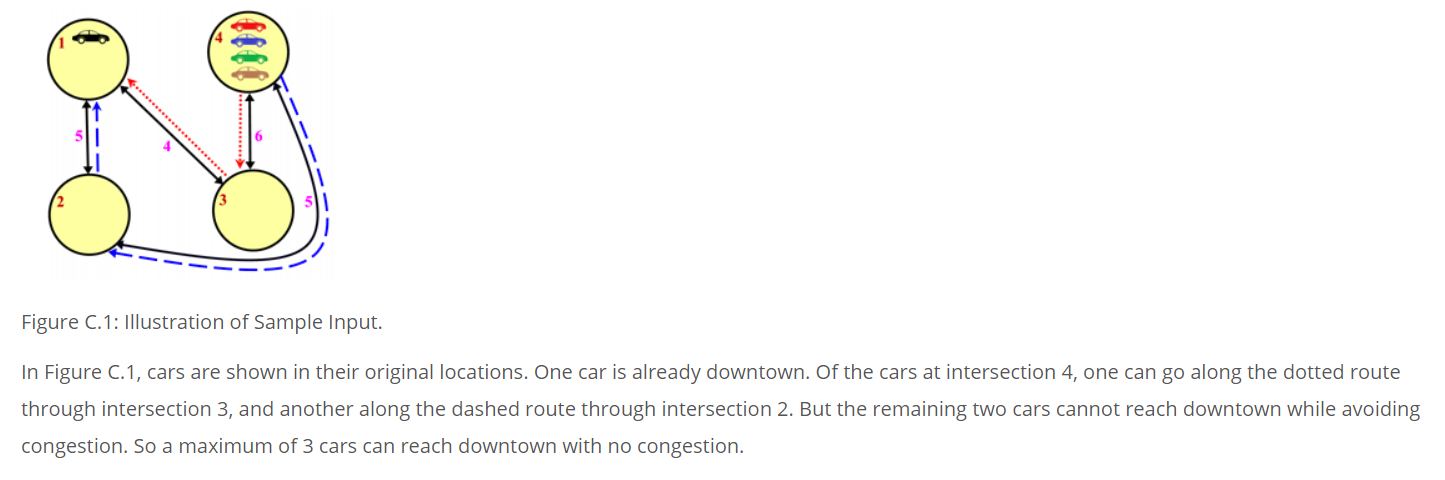 1
4
5
4
6
2
3
5
Figure C.1: Illustration of Sample Input.
In Figure C.1, cars are shown in their original locations. One car is already downtown. Of the cars at intersection 4, one can go along the dotted route
through intersection 3, and another along the dashed route through intersection 2. But the remaining two cars cannot reach downtown while avoiding
congestion. So a maximum of 3 cars can reach downtown with no congestion.